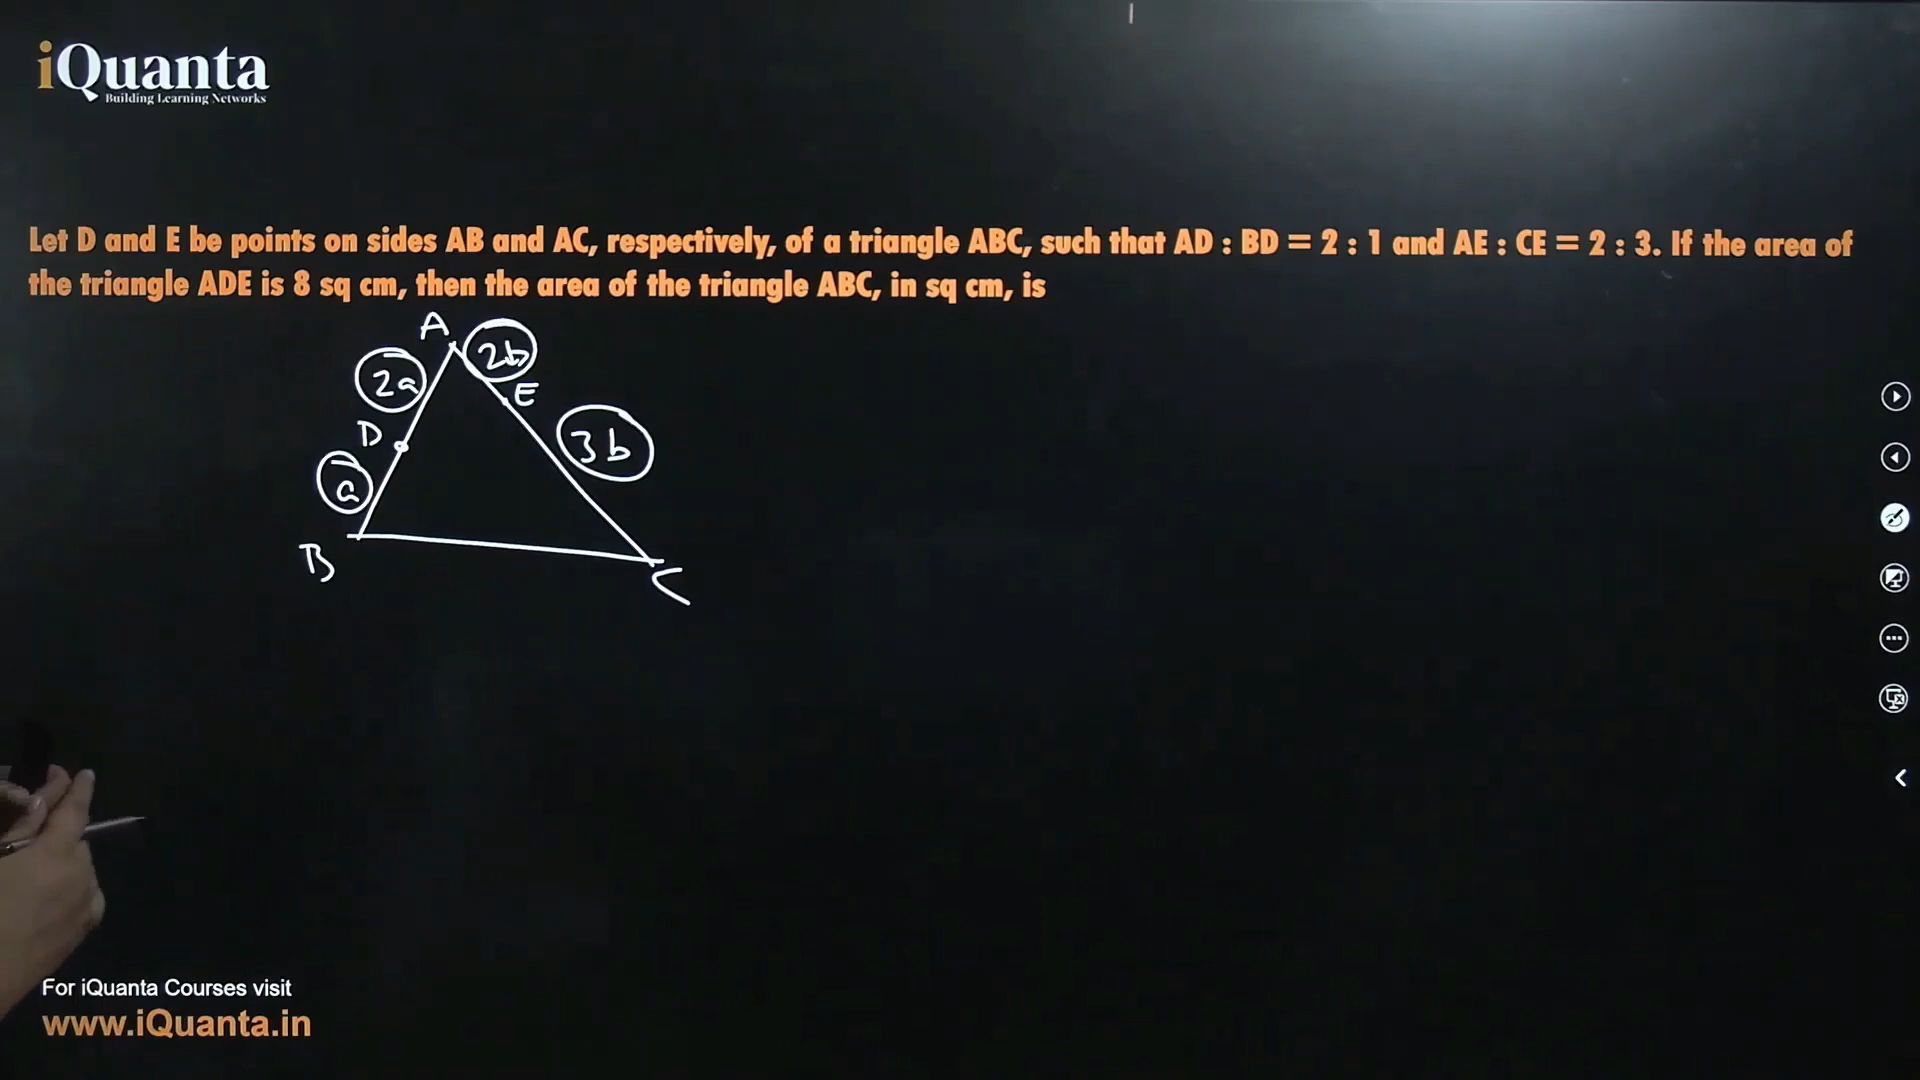 iQuanta
Building Learning Networks
Let D and E be points on sides AB and AC, respectively, of a triangle ABC, such that AD : BD = 2 : 1 and AE : CE = 2 : 3. If the area of
the triangle ADE is 8 sq cm, then the area of the triangle ABC, in sq cm, is
A
2b
2a
E
D
3b
a
B
C
For iQuanta Courses visit
www.iQuanta.in